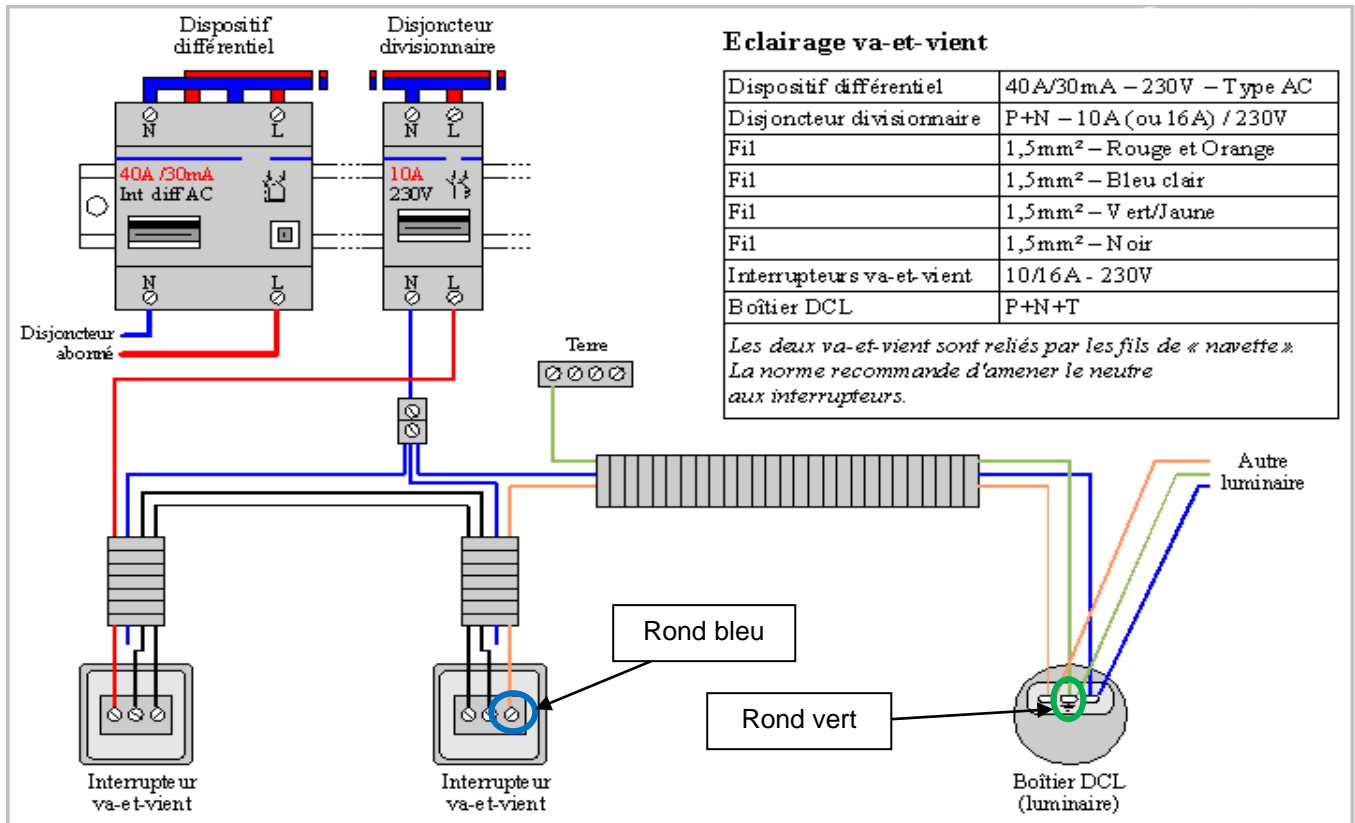 Dispositif
différentiel
Disjoncteur
divisionnaire
N
L
N
L
40A /30mA
Int diff AC
10A
230V
N
L
N
L
Disjoncteur
abonné
Eclairage va-et-vient
Dispositif différentiel
40A/30mA – 230V – Type AC
Disjoncteur divisionnaire
P+N – 10A (ou 16A) / 230V
Fil
1,5mm² – Rouge et Orange
Fil
1,5mm² – Bleu clair
Fil
1,5mm² – Vert/Jaune
Fil
1,5mm² – Noir
Interrupteurs va-et-vient
10/16A - 230V
Boîtier DCL
P+N+T
Les deux va-et-vient sont reliés par les fils de « navette ».
La norme recommande d'amener le neutre
aux interrupteurs.
Terre
Autre
luminaire
Rond bleu
Rond vert
Interrupteur
va-et-vient
Interrupteur
va-et-vient
Boîtier DCL
(luminaire)